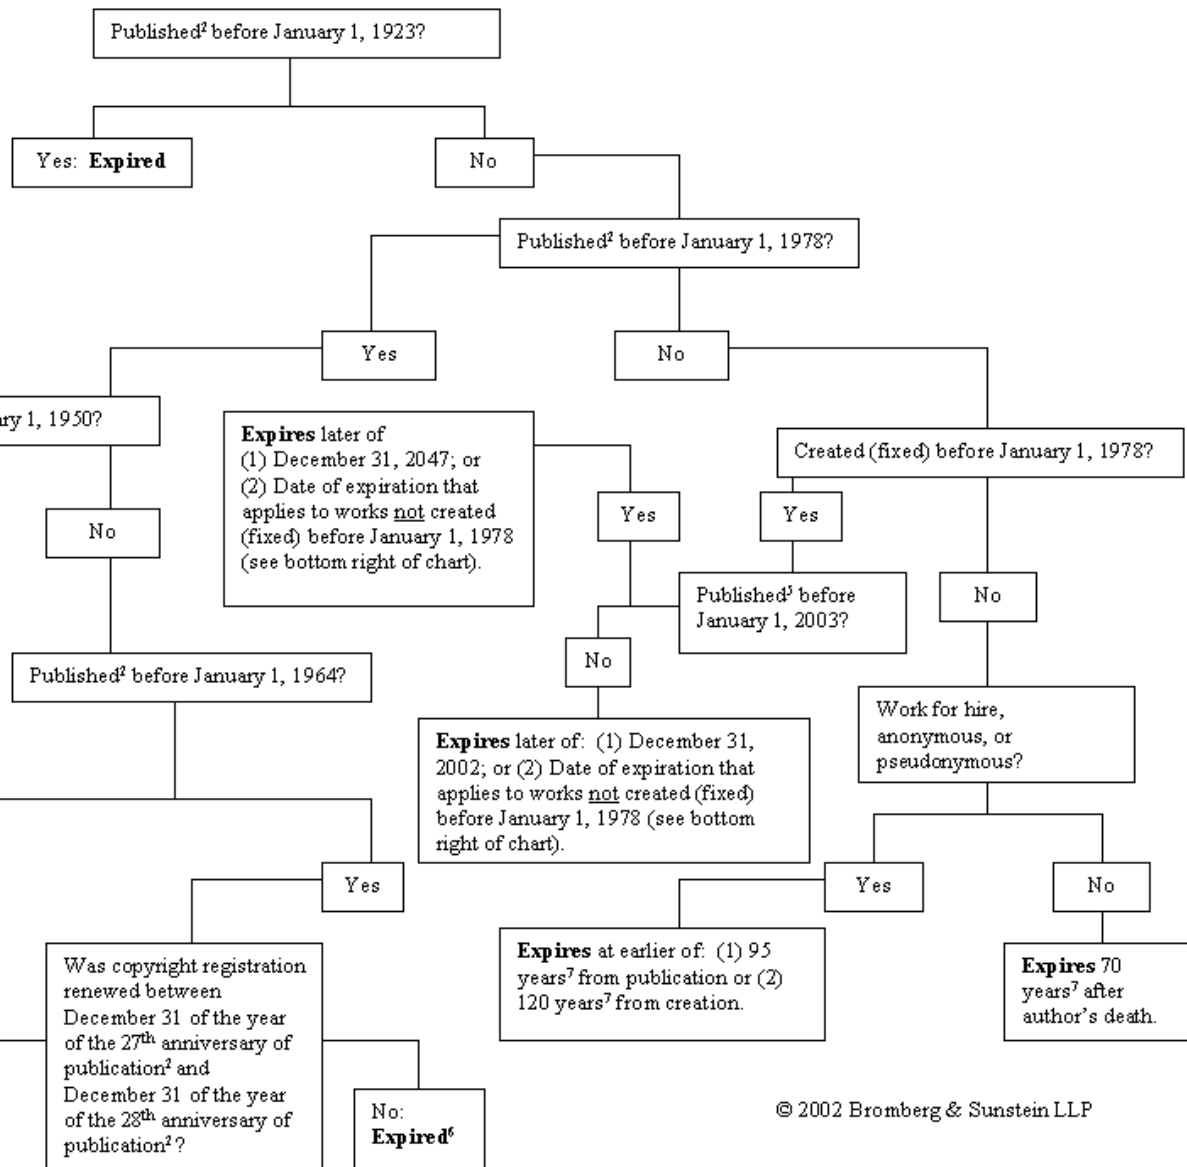 Published² before January 1, 1923?
Yes: Expired
No
Published² before January 1, 1978?
Yes
No
ary 1, 1950?
Expires later of
(1) December 31, 2047; or
(2) Date of expiration that
applies to works not created
(fixed) before January 1, 1978
(see bottom right of chart).
Created (fixed) before January 1, 1978?
Yes
Yes
No
Published⁵ before
January 1, 2003?
No
No
Published² before January 1, 1964?
Work for hire,
anonymous, or
pseudonymous?
Expires later of: (1) December 31,
2002; or (2) Date of expiration that
applies to works not created (fixed)
before January 1, 1978 (see bottom
right of chart).
Yes
Yes
No
Was copyright registration
renewed between
December 31 of the year
of the 27th anniversary of
publication² and
December 31 of the year
of the 28th anniversary of
publication²?
Expires at earlier of: (1) 95
years⁷ from publication or (2)
120 years⁷ from creation.
Expires 70
years⁷ after
author's death.
No:
Expired⁶
© 2002 Bromberg & Sunstein LLP